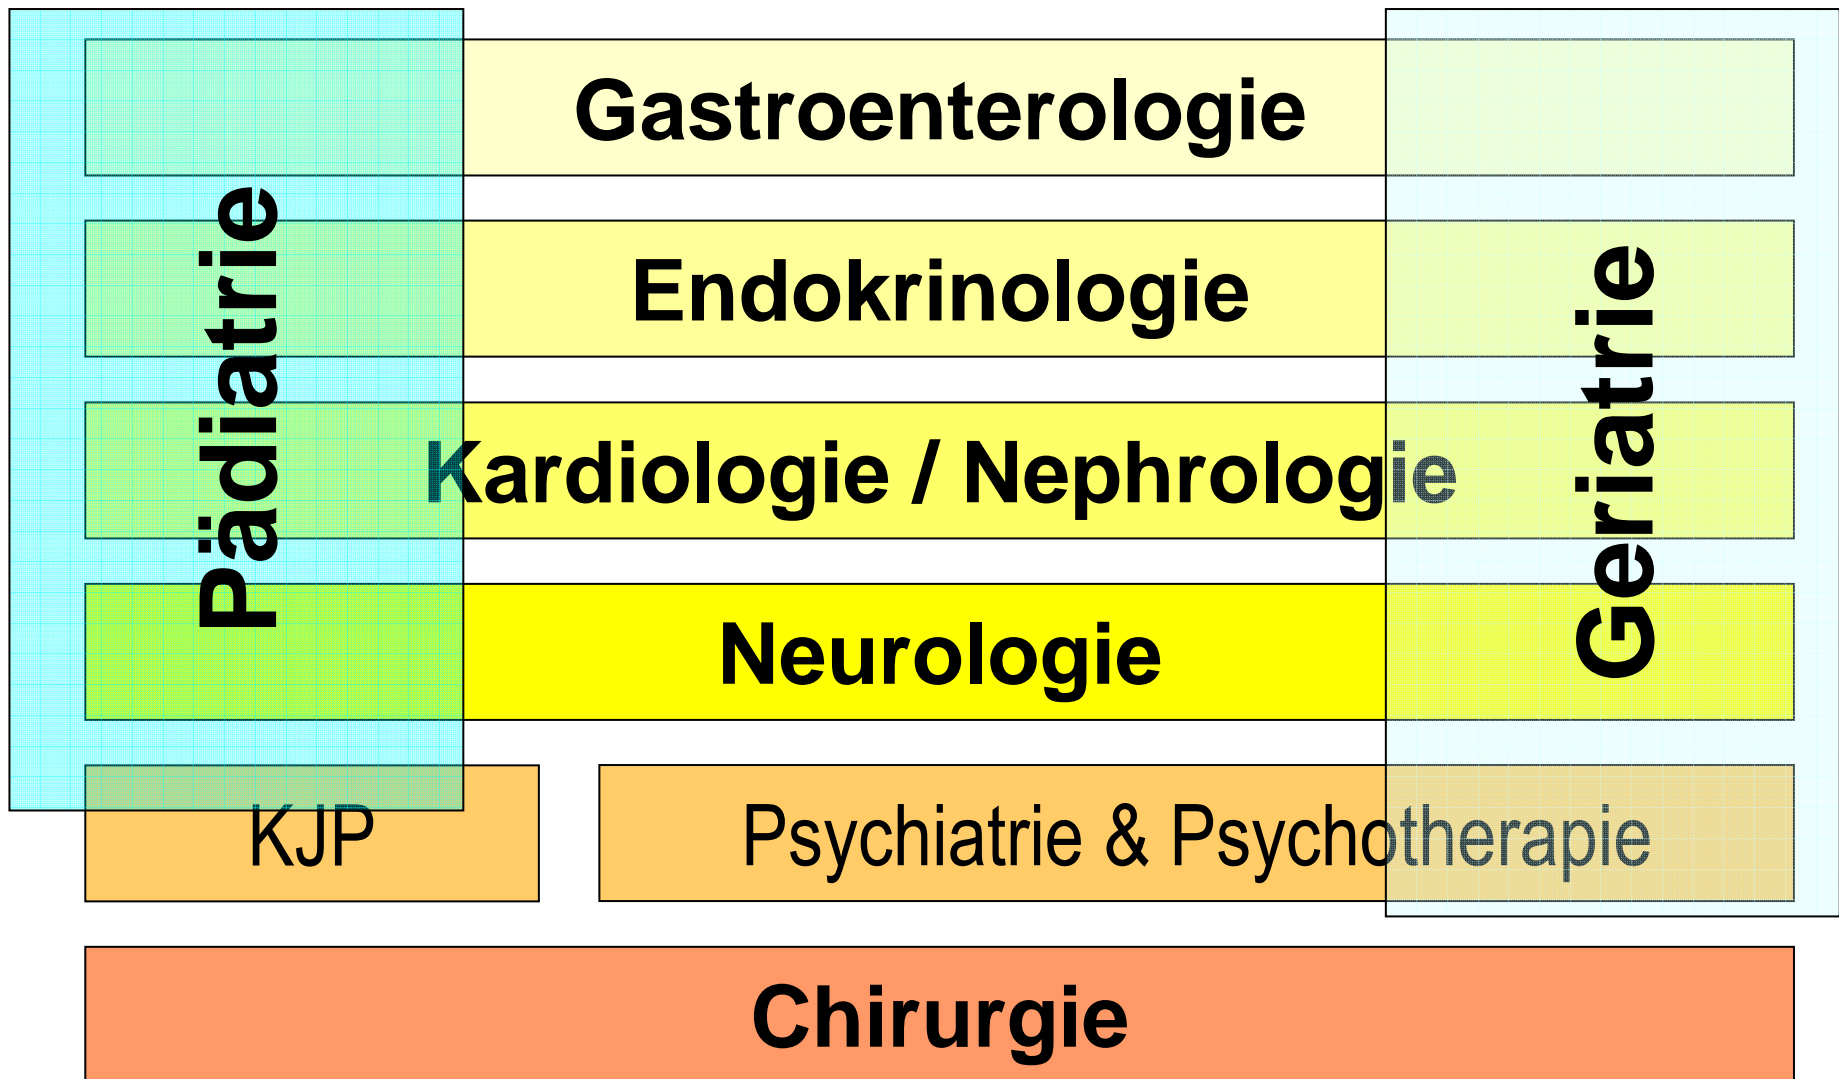 Gastroenterologie
Pädiatrie
Endokrinologie
Geriatrie
Kardiologie / Nephrologie
Neurologie
KJP
Psychiatrie & Psychotherapie
Chirurgie